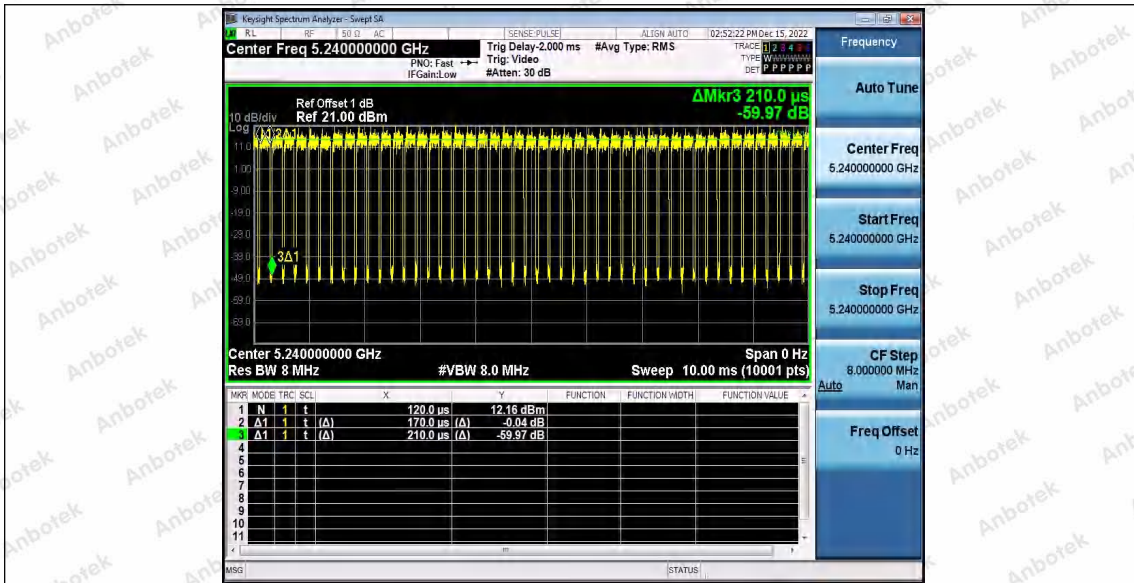 Keysight Spectrum Analyzer - Swept SA
RL RF 50 Ω AC SENSE:PULSE ALIGN AUTO 02:52:22 PM Dec 15, 2022
Center Freq 5.240000000 GHz
PNO: Fast
IFGain:Low
Trig Delay-2.000 ms
Trig: Video
#Atten: 30 dB
#Avg Type: RMS
TRACE 1 2 3 4 5 6
TYPE WWWWWW
DET P P P P P P
ΔMkr3 210.0 µs
-59.97 dB
Ref Offset 1 dB
10 dB/div Ref 21.00 dBm
Log
11.0
1.00
-9.00
-19.0
-29.0
-39.0
-49.0
-59.0
-69.0
3Δ1
Center 5.240000000 GHz Span 0 Hz
Res BW 8 MHz #VBW 8.0 MHz Sweep 10.00 ms (10001 pts)
MKR MODE TRC SCL X Y FUNCTION FUNCTION WIDTH FUNCTION VALUE
1 N 1 t 120.0 µs 12.16 dBm
2 Δ1 1 t (Δ) 170.0 µs (Δ) -0.04 dB
3 Δ1 1 t (Δ) 210.0 µs (Δ) -59.97 dB
4
5
6
7
8
9
10
11
MSG STATUS
Frequency
Auto Tune
Center Freq
5.240000000 GHz
Start Freq
5.240000000 GHz
Stop Freq
5.240000000 GHz
CF Step
8.000000 MHz
Auto Man
Freq Offset
0 Hz
Anbotek